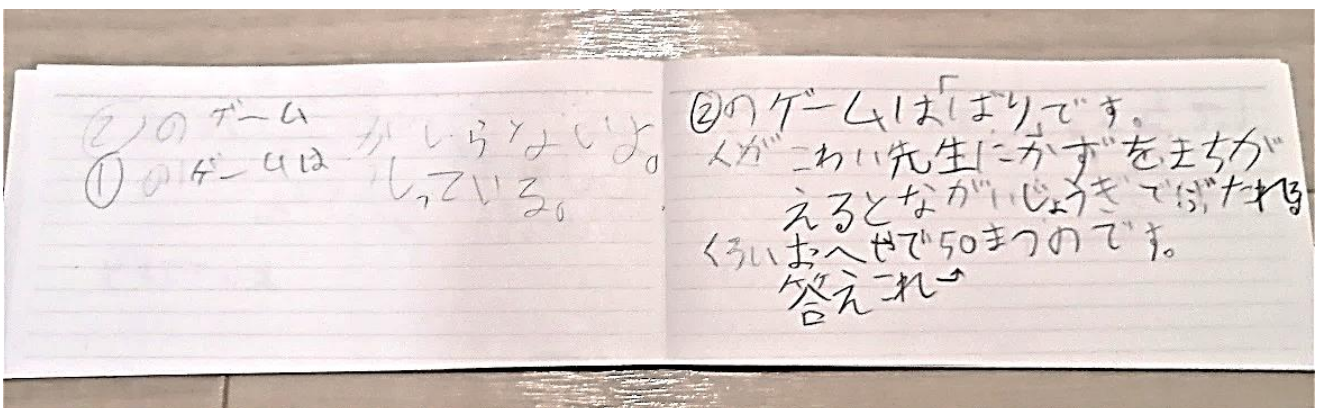 ②のゲームがしらないよ。
①のゲームはしっている。
②のゲームは「しばり」です。
人がこわい先生にかずをまちが
えるとながいじょうぎでぶたれる
くろいおへやで50まつのです。
答えこれ→